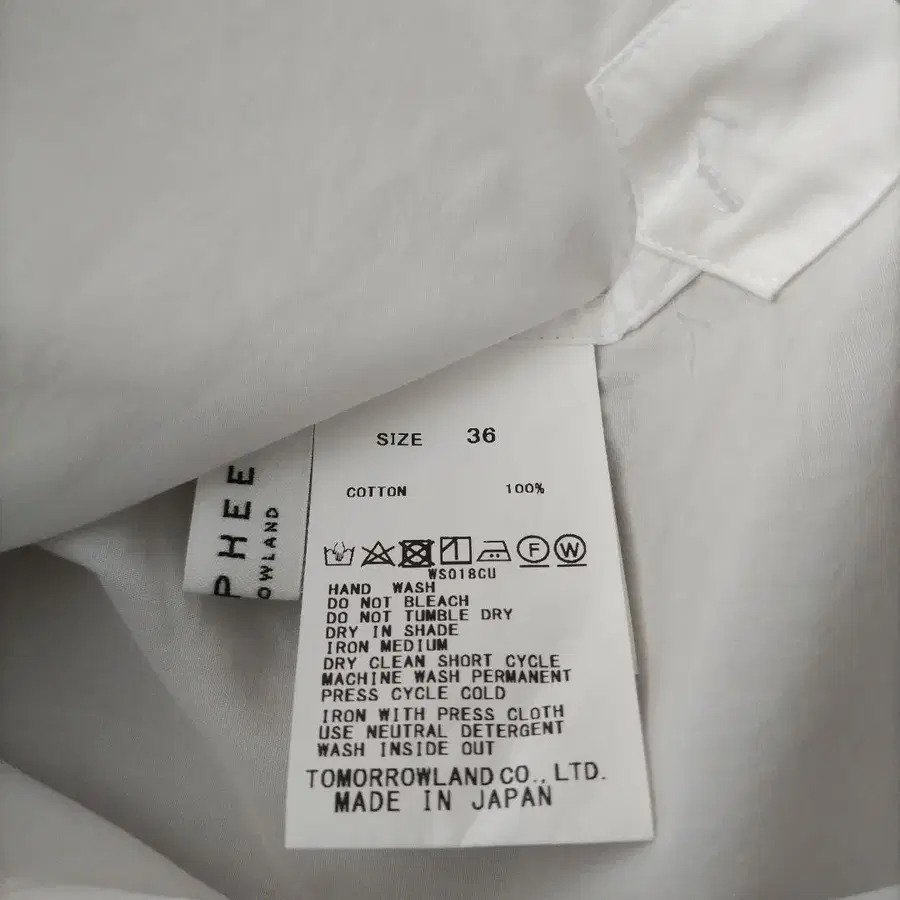 SIZE 36
COTTON 100%
F W
WS018CU
HAND WASH
DO NOT BLEACH
DO NOT TUMBLE DRY
DRY IN SHADE
IRON MEDIUM
DRY CLEAN SHORT CYCLE
MACHINE WASH PERMANENT
PRESS CYCLE COLD
IRON WITH PRESS CLOTH
USE NEUTRAL DETERGENT
WASH INSIDE OUT
TOMORROWLAND CO., LTD.
MADE IN JAPAN
PHEE
OWLAND